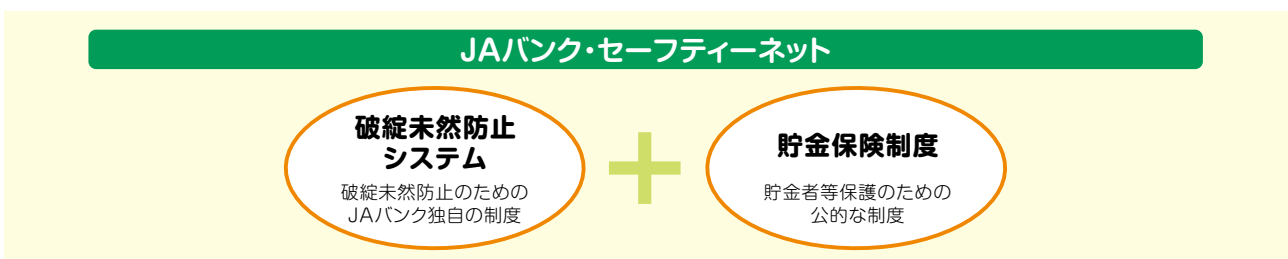 JAバンク・セーフティーネット
破綻未然防止
システム
破綻未然防止のための
JAバンク独自の制度
貯金保険制度
貯金者等保護のための
公的な制度